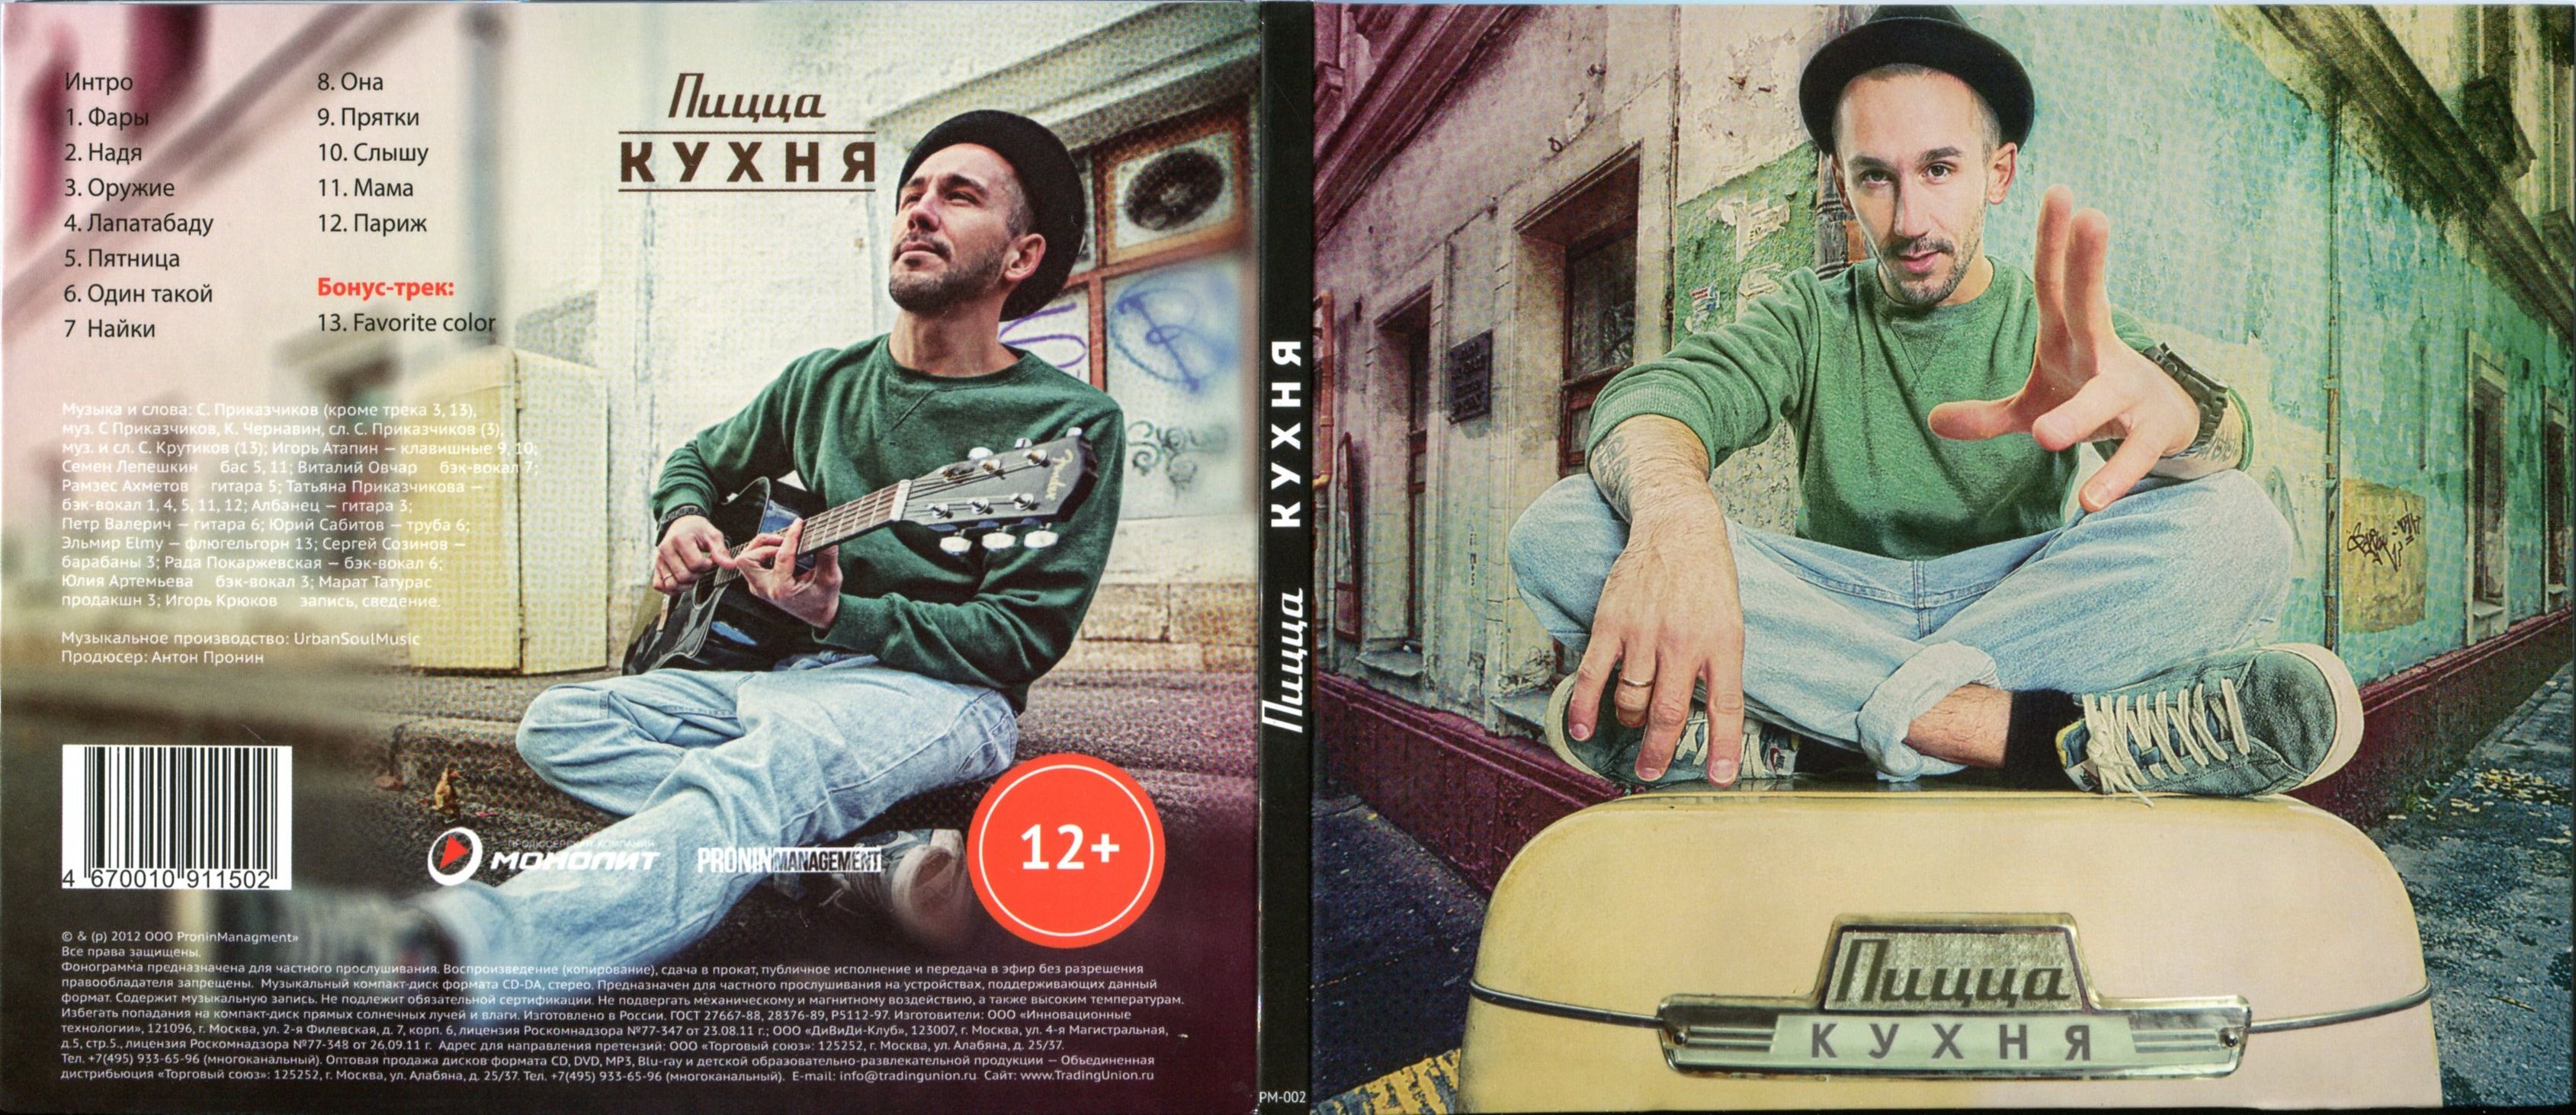 Интро
1. Фары
2. Надя
3. Оружие
4. Лапатабаду
5. Пятница
6. Один такой
7 Найки
8. Она
9. Прятки
10. Слышу
11. Мама
12. Париж
Бонус-трек:
13. Favorite color
Пицца
КУХНЯ
Музыка и слова: С. Приказчиков (кроме трека 3, 13),
муз. С Приказчиков, К. Чернавин, сл. С. Приказчиков (3),
муз. и сл. С. Крутиков (13); Игорь Атапин — клавишные 9, 10;
Семен Лепешкин бас 5, 11; Виталий Овчар бэк-вокал 7;
Рамзес Ахметов гитара 5; Татьяна Приказчикова —
бэк-вокал 1, 4, 5, 11, 12; Албанец — гитара 3;
Петр Валерич — гитара 6; Юрий Сабитов — труба 6;
Эльмир Elmy — флюгельгорн 13; Сергей Созинов —
барабаны 3; Рада Покаржевская — бэк-вокал 6;
Юлия Артемьева бэк-вокал 3; Марат Татурас
продакшн 3; Игорь Крюков запись, сведение.
Музыкальное производство: UrbanSoulMusic
Продюсер: Антон Пронин
4 670010 911502
ПРОДЮСЕРСКАЯ КОМПАНИЯ
МОНОЛИТ
PRONINMANAGEMENT
12+
© & (p) 2012 ООО ProninManagment»
Все права защищены.
Фонограмма предназначена для частного прослушивания. Воспроизведение (копирование), сдача в прокат, публичное исполнение и передача в эфир без разрешения
правообладателя запрещены. Музыкальный компакт-диск формата CD-DA, стерео. Предназначен для частного прослушивания на устройствах, поддерживающих данный
формат. Содержит музыкальную запись. Не подлежит обязательной сертификации. Не подвергать механическому и магнитному воздействию, а также высоким температурам.
Избегать попадания на компакт-диск прямых солнечных лучей и влаги. Изготовлено в России. ГОСТ 27667-88, 28376-89, Р5112-97. Изготовители: ООО «Инновационные
технологии», 121096, г. Москва, ул. 2-я Филевская, д. 7, корп. 6, лицензия Роскомнадзора №77-347 от 23.08.11 г.; ООО «ДиВиДи-Клуб», 123007, г. Москва, ул. 4-я Магистральная,
д.5, стр.5., лицензия Роскомнадзора №77-348 от 26.09.11 г. Адрес для направления претензий: ООО «Торговый союз»: 125252, г. Москва, ул. Алабяна, д. 25/37.
Тел. +7(495) 933-65-96 (многоканальный). Оптовая продажа дисков формата CD, DVD, MP3, Blu-ray и детской образовательно-развлекательной продукции — Объединенная
дистрибьюция «Торговый союз»: 125252, г. Москва, ул. Алабяна, д. 25/37. Тел. +7(495) 933-65-96 (многоканальный). E-mail: info@tradingunion.ru Сайт: www.TradingUnion.ru
Fender
Пицца КУХНЯ
PM-002
Пицца
КУХНЯ